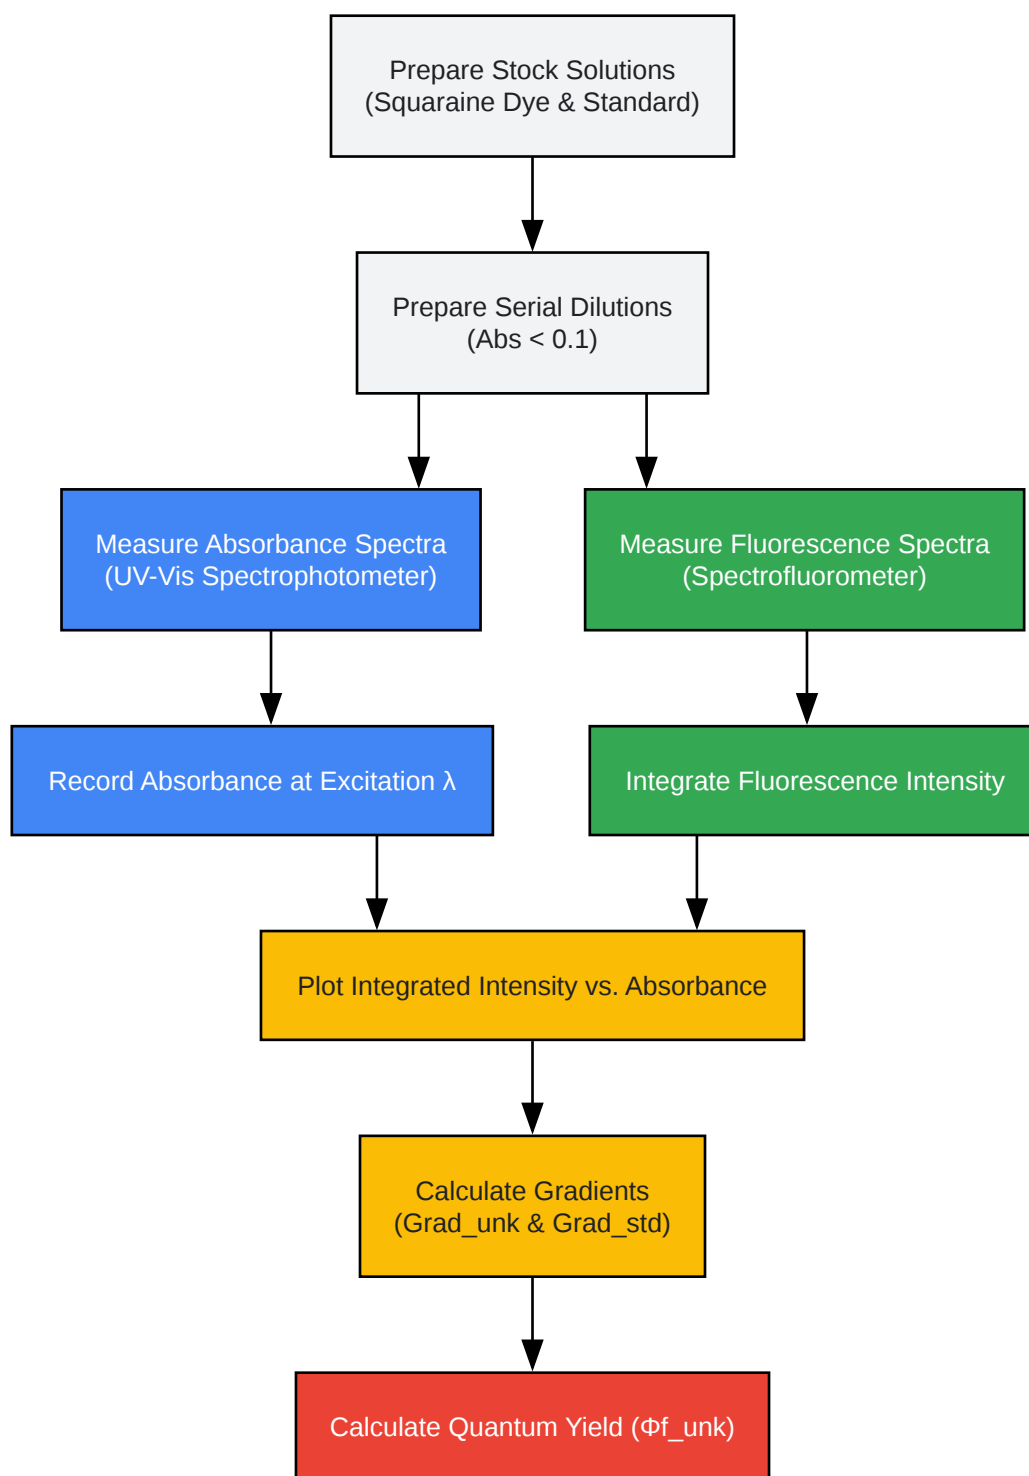 Prepare Stock Solutions
(Squaraine Dye & Standard)
Prepare Serial Dilutions
(Abs < 0.1)
Measure Absorbance Spectra
(UV-Vis Spectrophotometer)
Measure Fluorescence Spectra
(Spectrofluorometer)
Record Absorbance at Excitation λ
Integrate Fluorescence Intensity
Plot Integrated Intensity vs. Absorbance
Calculate Gradients
(Grad_unk & Grad_std)
Calculate Quantum Yield (Φf_unk)